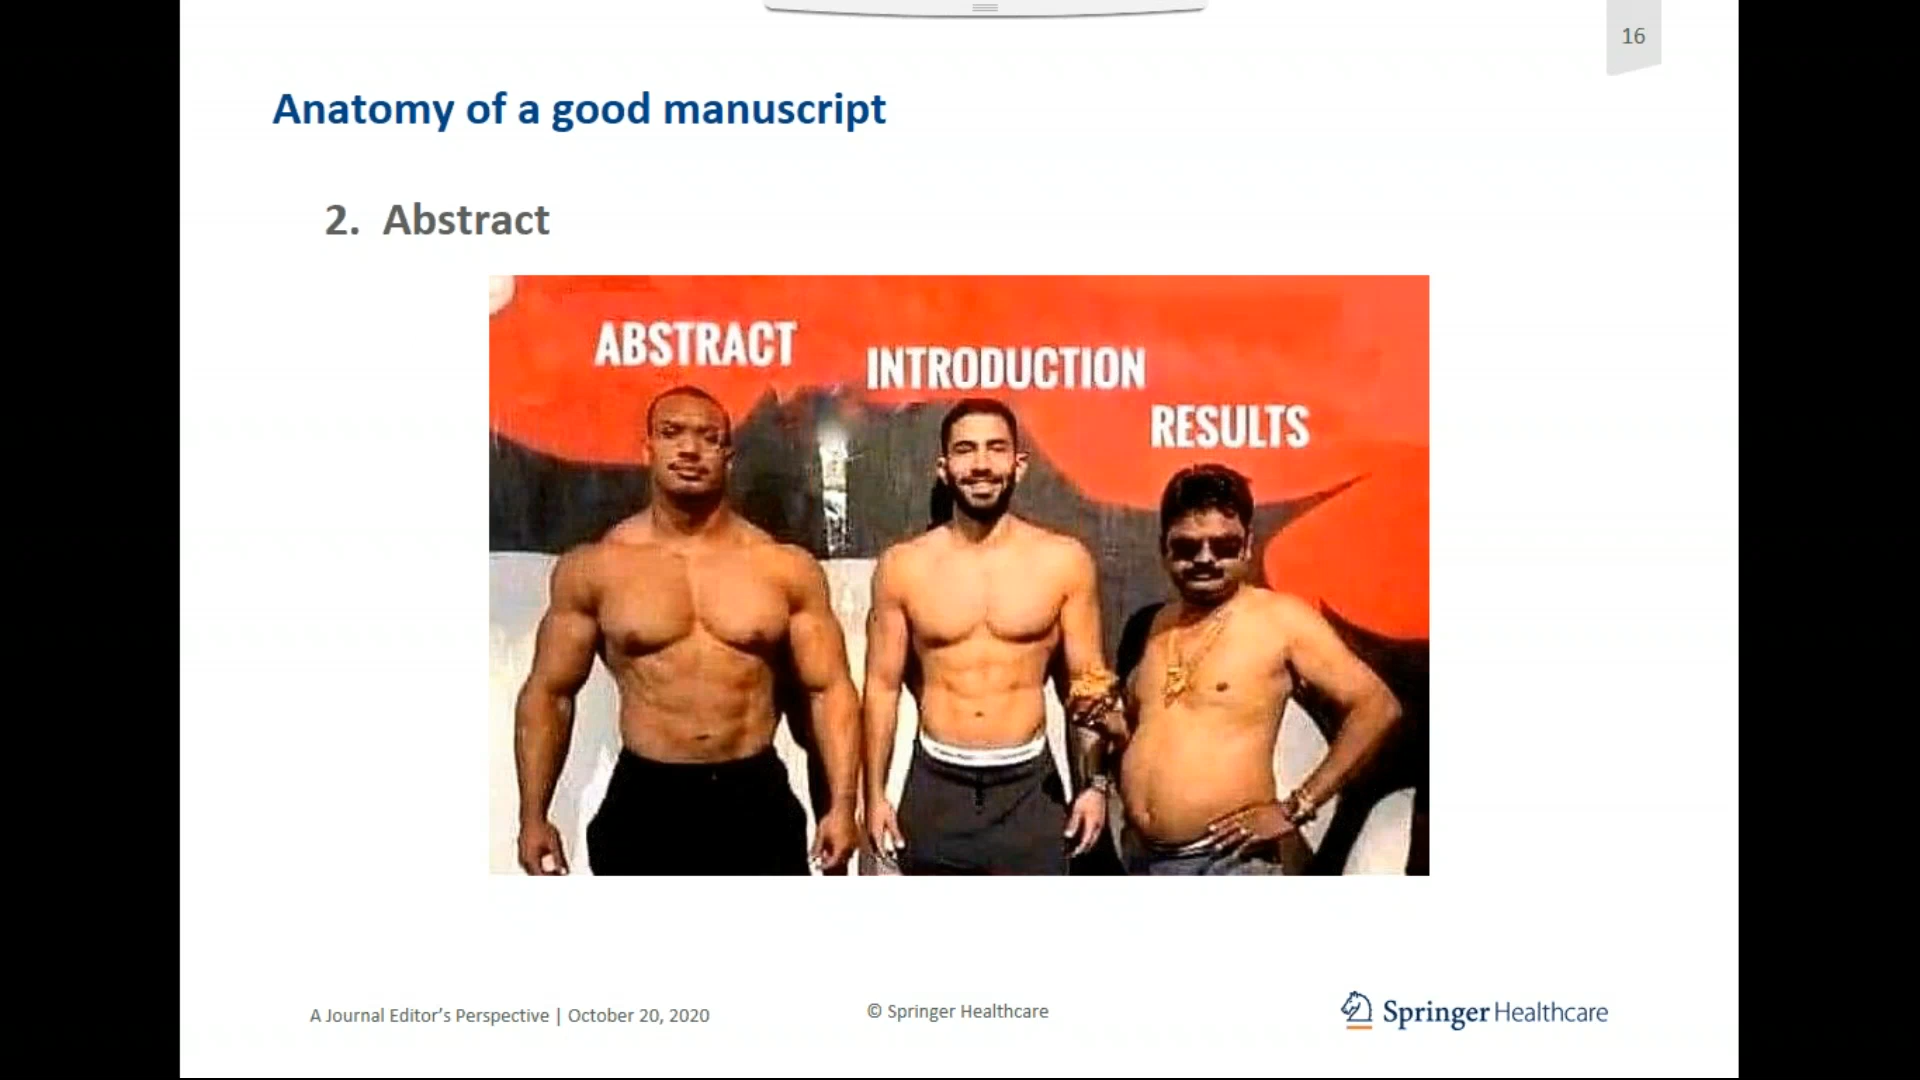 16
Anatomy of a good manuscript
2. Abstract
ABSTRACT
INTRODUCTION
RESULTS
A Journal Editor's Perspective | October 20, 2020
© Springer Healthcare
Springer Healthcare